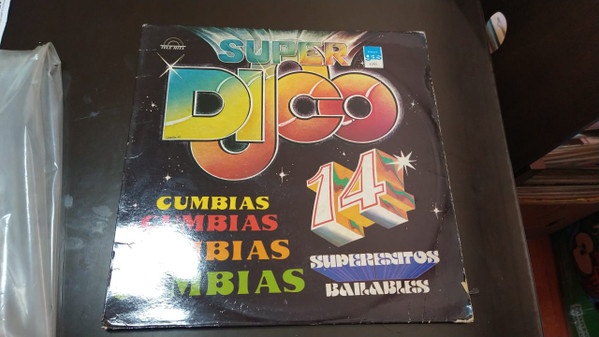 SUPER
DISCO
14
CUMBIAS
CUMBIAS
CUMBIAS
CUMBIAS
SUPEREXITOS
BAILABLES